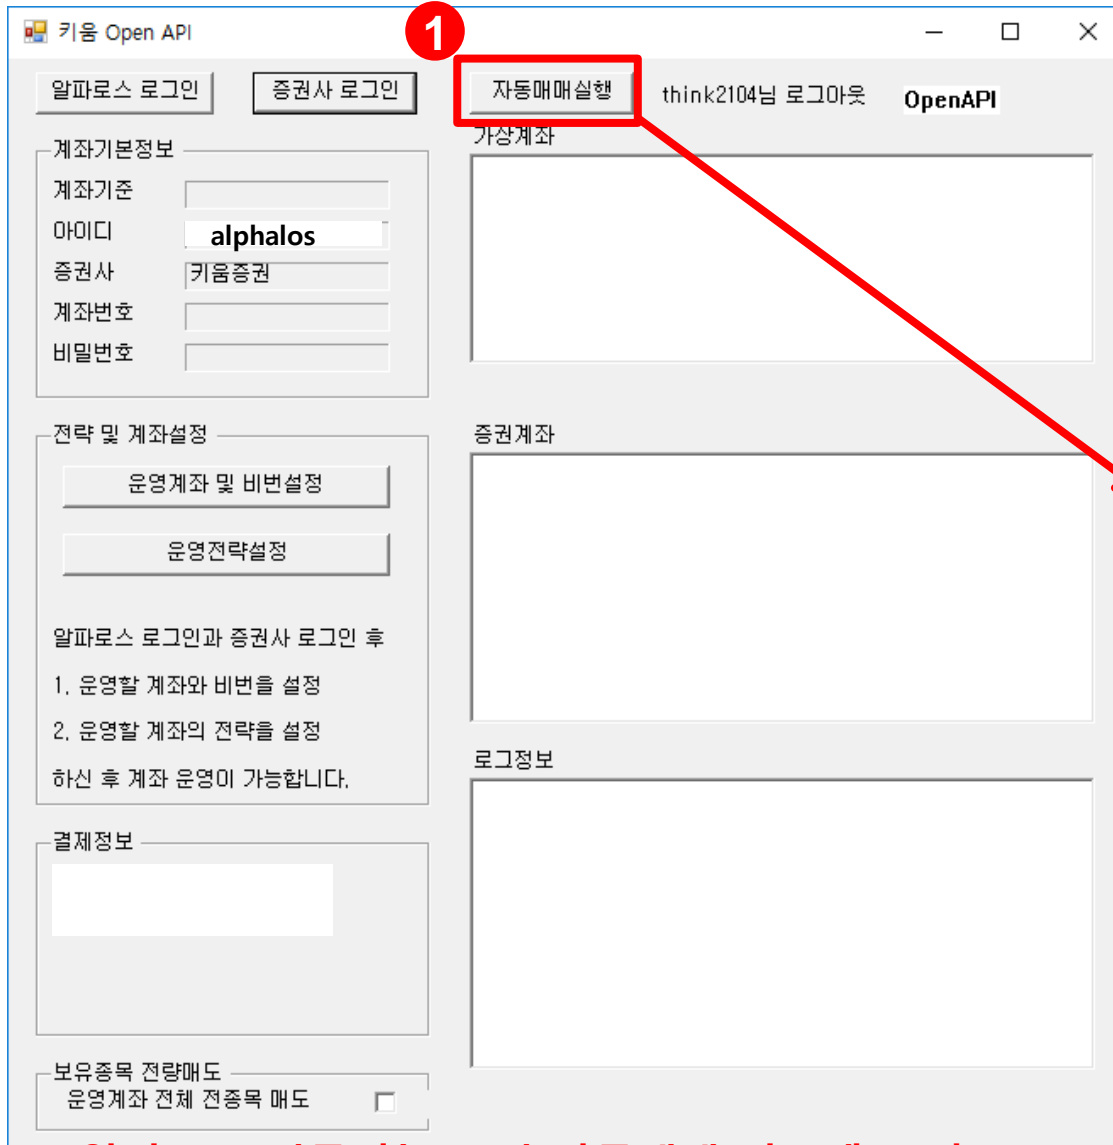 키움 Open API
1
알파로스 로그인
증권사 로그인
자동매매실행
think2104님 로그아웃
OpenAPI
계좌기본정보
계좌기준
아이디
alphalos
증권사
키움증권
계좌번호
비밀번호
가상계좌
전략 및 계좌설정
운영계좌 및 비번설정
운영전략설정
알파로스 로그인과 증권사 로그인 후
1. 운영할 계좌와 비번을 설정
2. 운영할 계좌의 전략을 설정
하신 후 계좌 운영이 가능합니다.
증권계좌
로그정보
결제정보
보유종목 전량매도
운영계좌 전체 전종목 매도